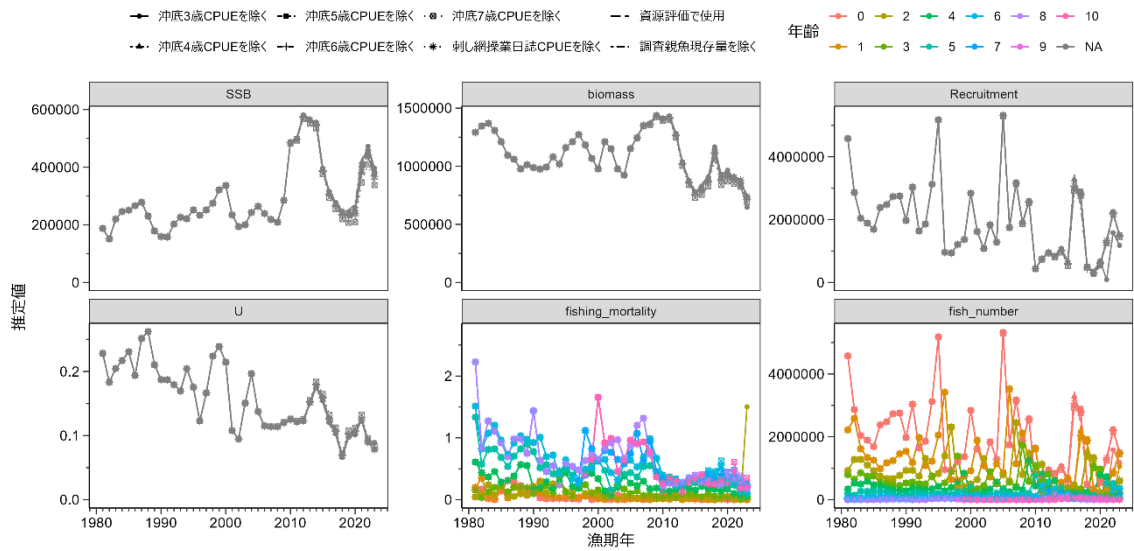 沖底3歳CPUEを除く 沖底5歳CPUEを除く 沖底7歳CPUEを除く 資源評価で使用
沖底4歳CPUEを除く 沖底6歳CPUEを除く 刺し網操業日誌CPUEを除く 調査親魚現存量を除く
年齢
0 2 4 6 8 10
1 3 5 7 9 NA
SSB biomass Recruitment
600000
400000
200000
0
1500000
1000000
500000
0
4000000
2000000
0
推定値
U fishing_mortality fish_number
0.2
0.1
0.0
2
1
0
4000000
2000000
0
1980 1990 2000 2010 2020
1980 1990 2000 2010 2020
1980 1990 2000 2010 2020
漁期年